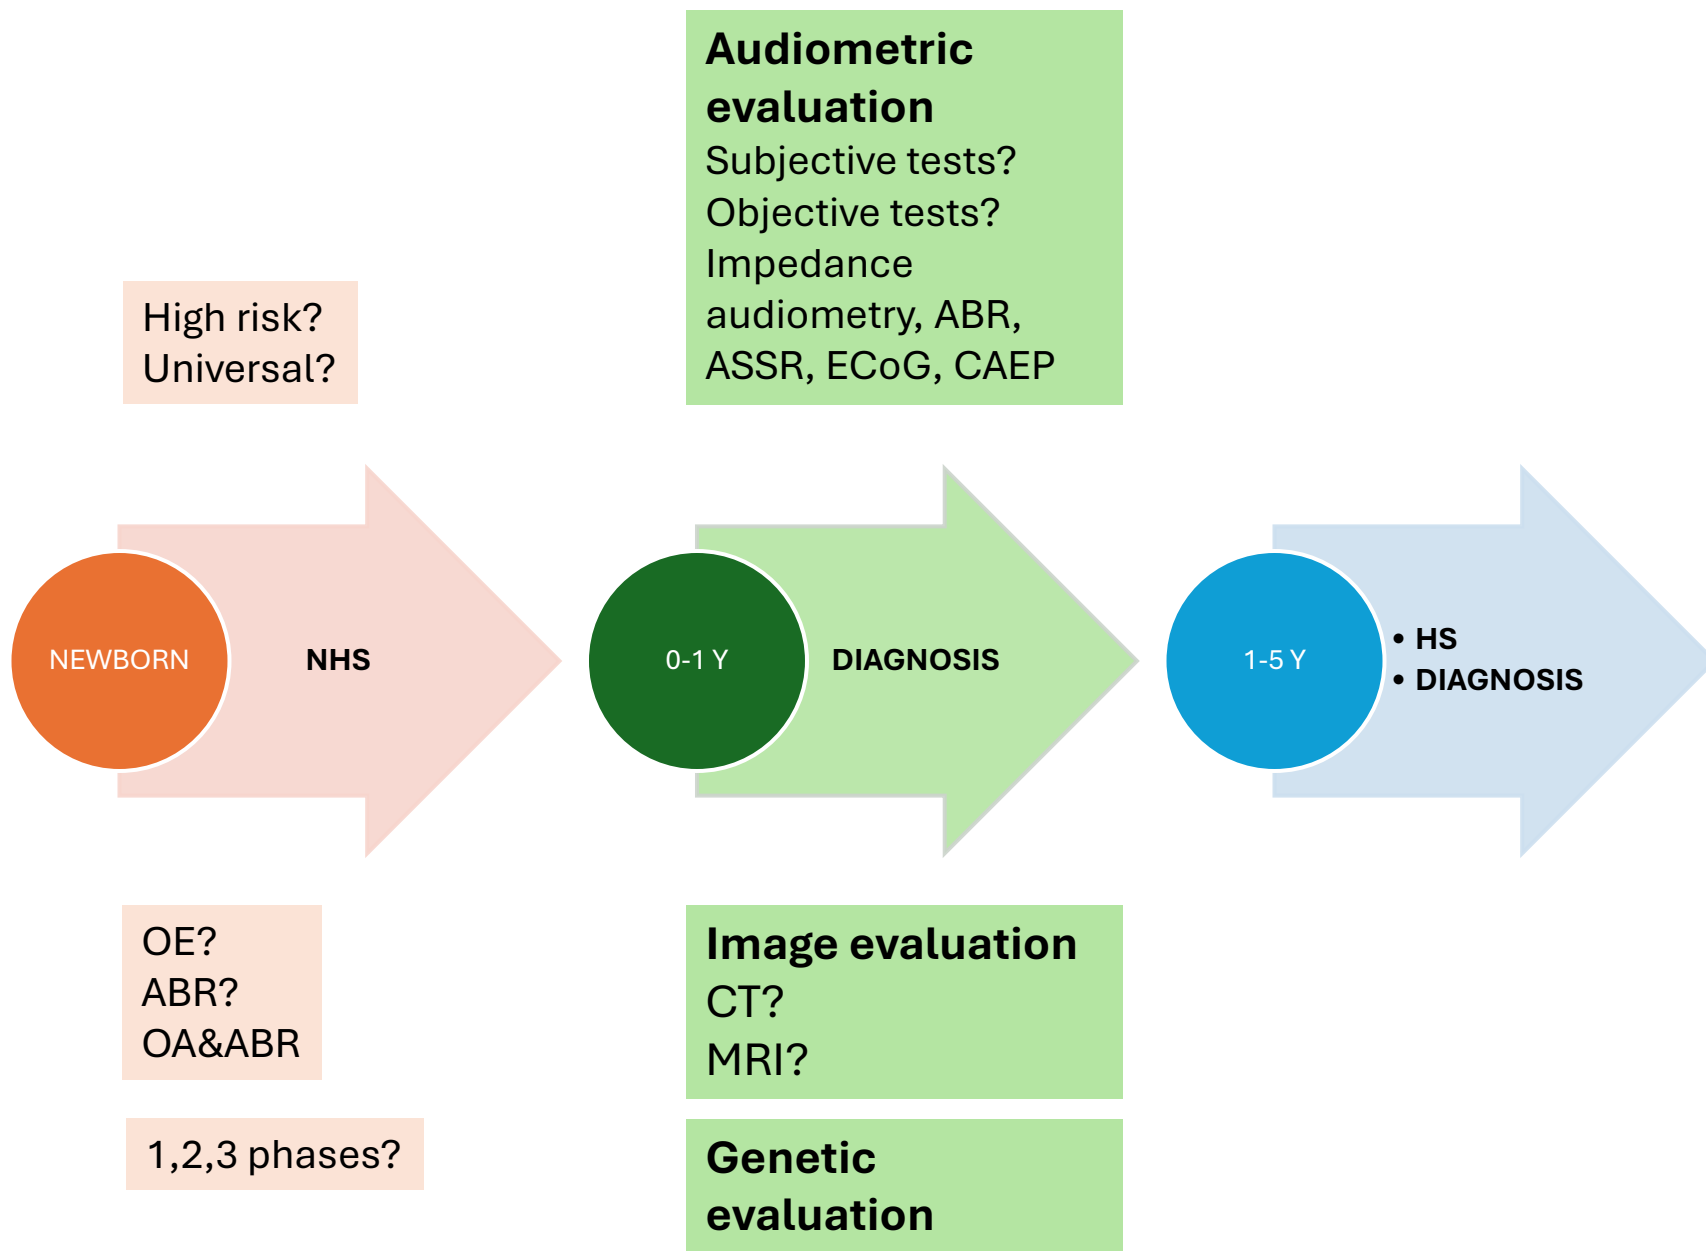 High risk?
Universal?
NEWBORN
NHS
OE?
ABR?
OA&ABR
1,2,3 phases?
Audiometric
evaluation
Subjective tests?
Objective tests?
Impedance
audiometry, ABR,
ASSR, ECoG, CAEP
0-1 Y
DIAGNOSIS
Image evaluation
CT?
MRI?
Genetic
evaluation
1-5 Y
• HS
• DIAGNOSIS